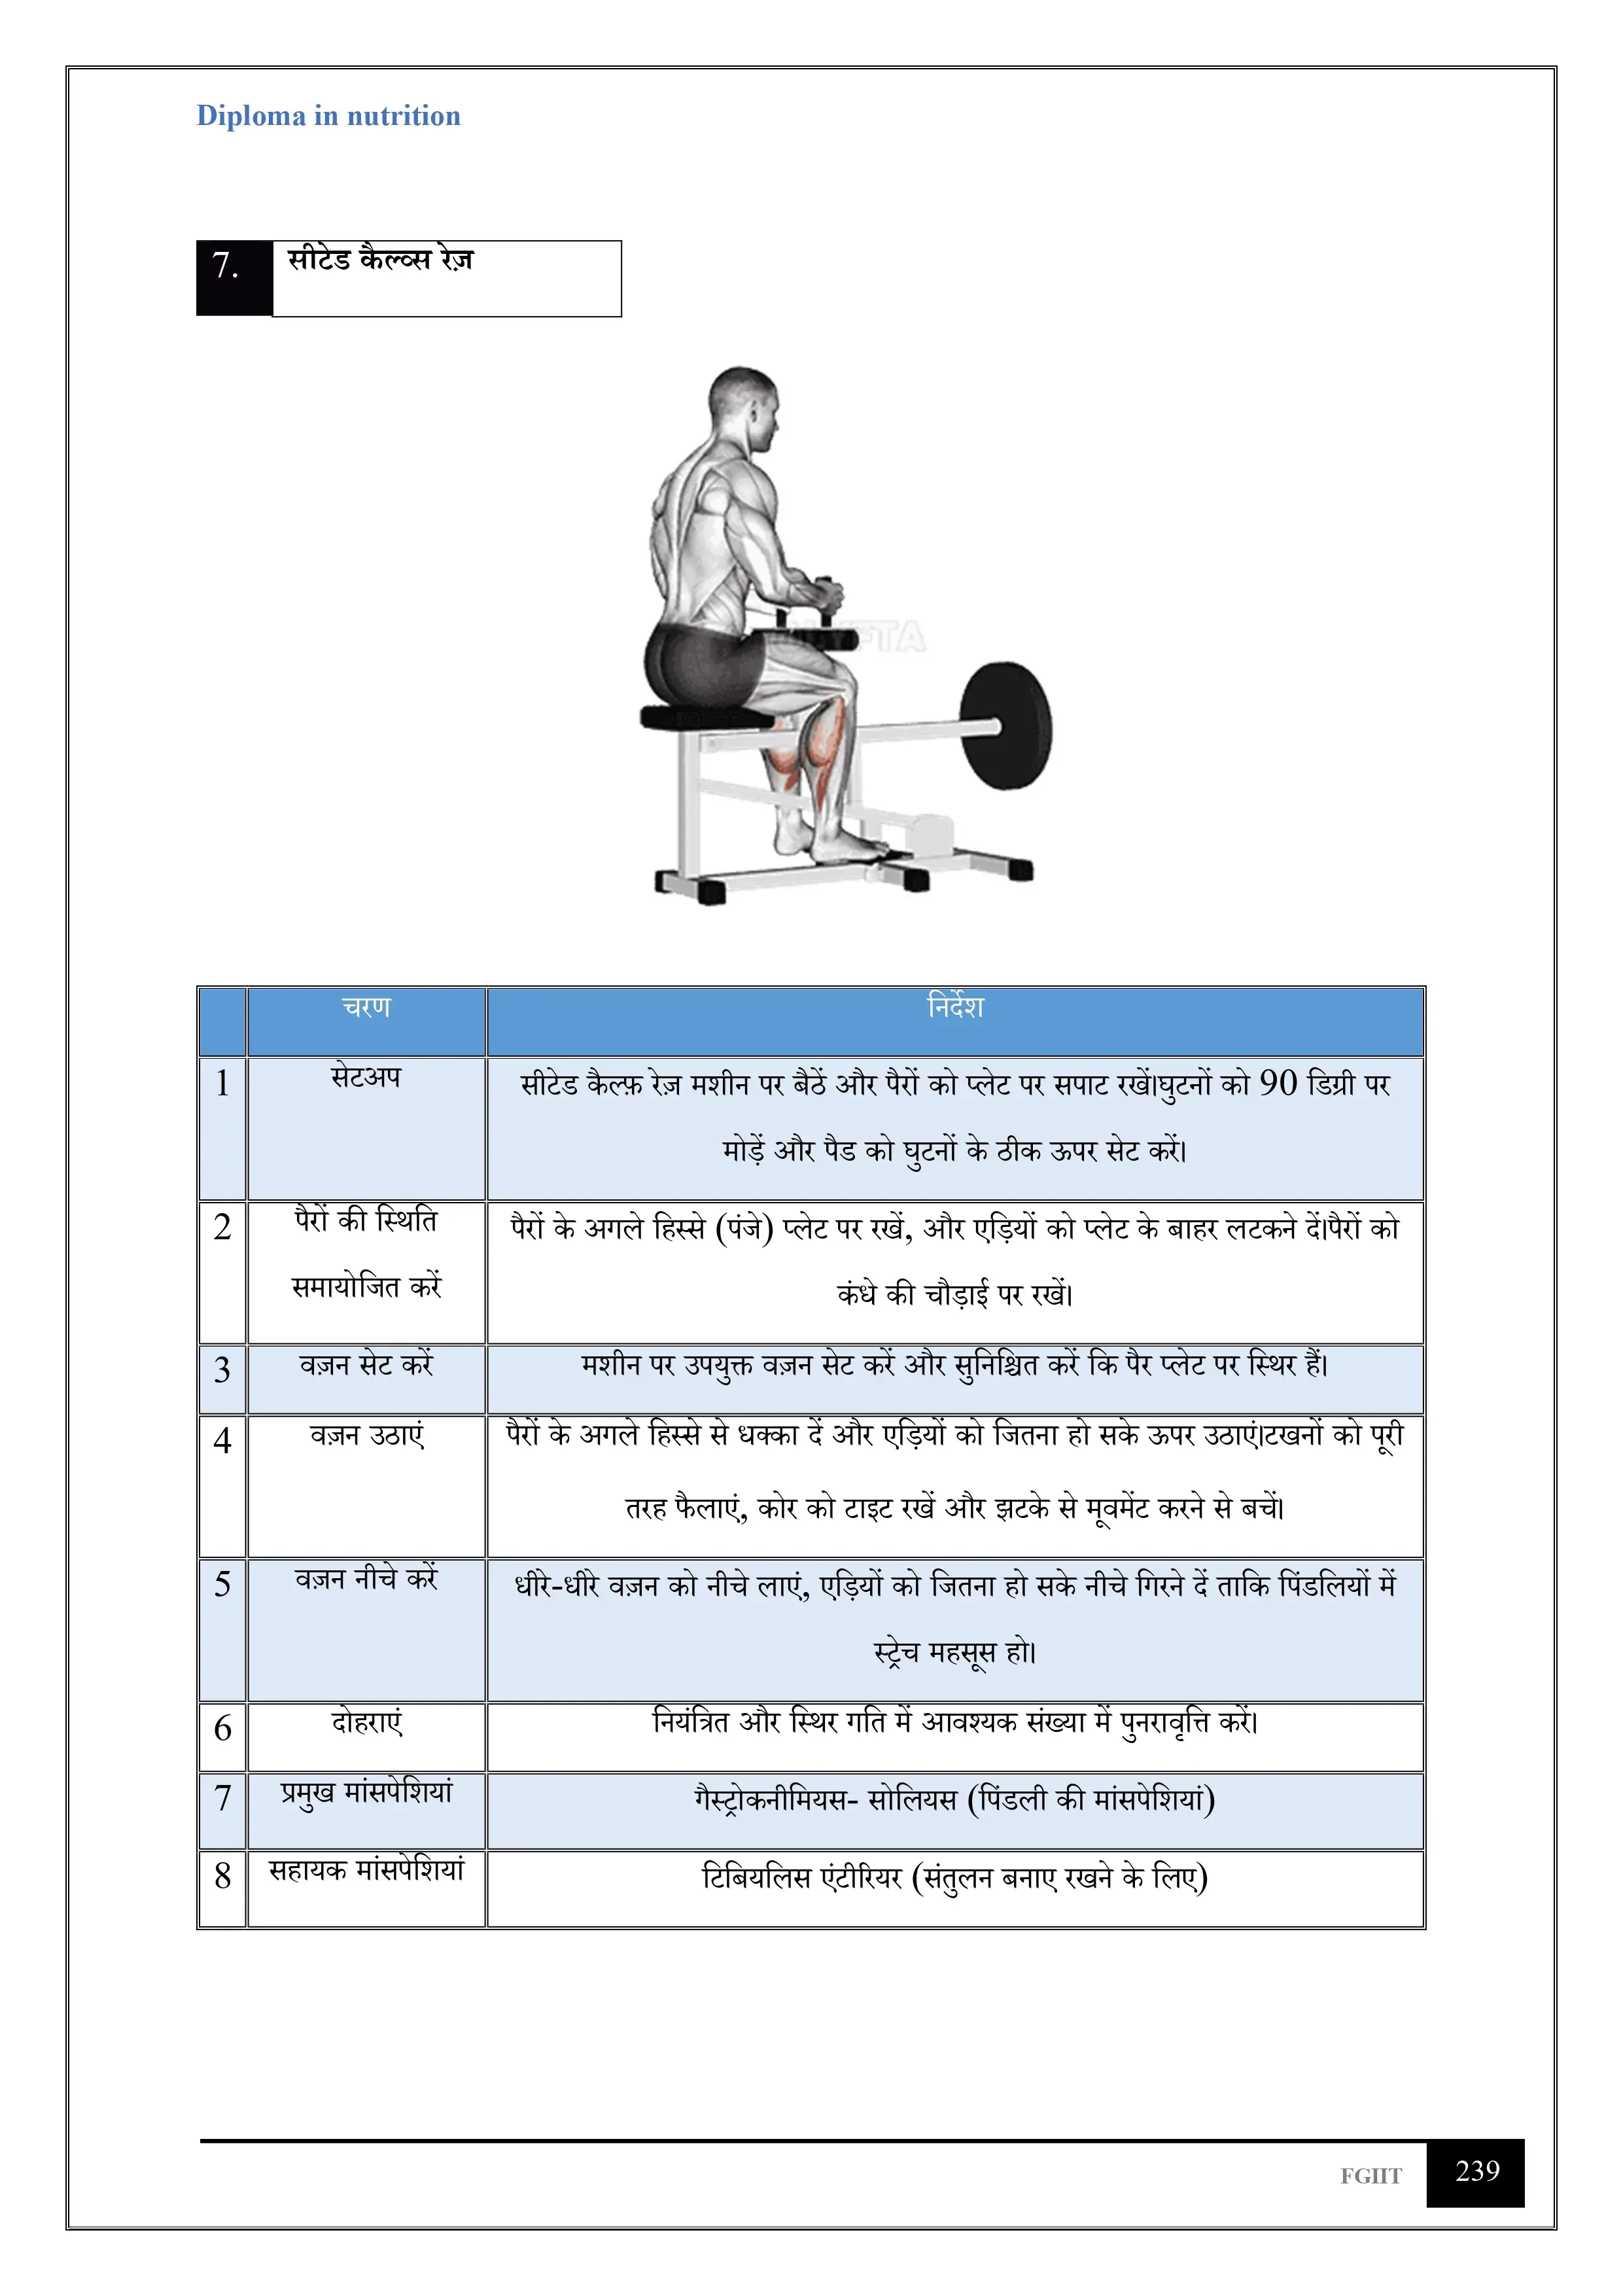 Diploma in nutrition
7. सीटेड कैल्व्स रेज़
चरण निर्देश
1 सेटअप सीटेड कैल्फ़ रेज़ मशीन पर बैठें और पैरों को प्लेट पर सपाट रखें।घुटनों को 90 डिग्री पर
मोड़ें और पैड को घुटनों के ठीक ऊपर सेट करें।
2 पैरों की स्थिति पैरों के अगले हिस्से (पंजे) प्लेट पर रखें, और एड़ियों को प्लेट के बाहर लटकने दें।पैरों को
समायोजित करें कंधे की चौड़ाई पर रखें।
3 वज़न सेट करें मशीन पर उपयुक्त वज़न सेट करें और सुनिश्चित करें कि पैर प्लेट पर स्थिर हैं।
4 वज़न उठाएं पैरों के अगले हिस्से से धक्का दें और एड़ियों को जितना हो सके ऊपर उठाएं।टखनों को पूरी
तरह फैलाएं, कोर को टाइट रखें और झटके से मूवमेंट करने से बचें।
5 वज़न नीचे करें धीरे-धीरे वज़न को नीचे लाएं, एड़ियों को जितना हो सके नीचे गिरने दें ताकि पिंडलियों में
स्ट्रेच महसूस हो।
6 दोहराएं नियंत्रित और स्थिर गति में आवश्यक संख्या में पुनरावृत्ति करें।
7 प्रमुख मांसपेशियां गैस्ट्रोकनीमियस- सोलियस (पिंडली की मांसपेशियां)
8 सहायक मांसपेशियां टिबियलिस एंटीरियर (संतुलन बनाए रखने के लिए)
FGIIT 239